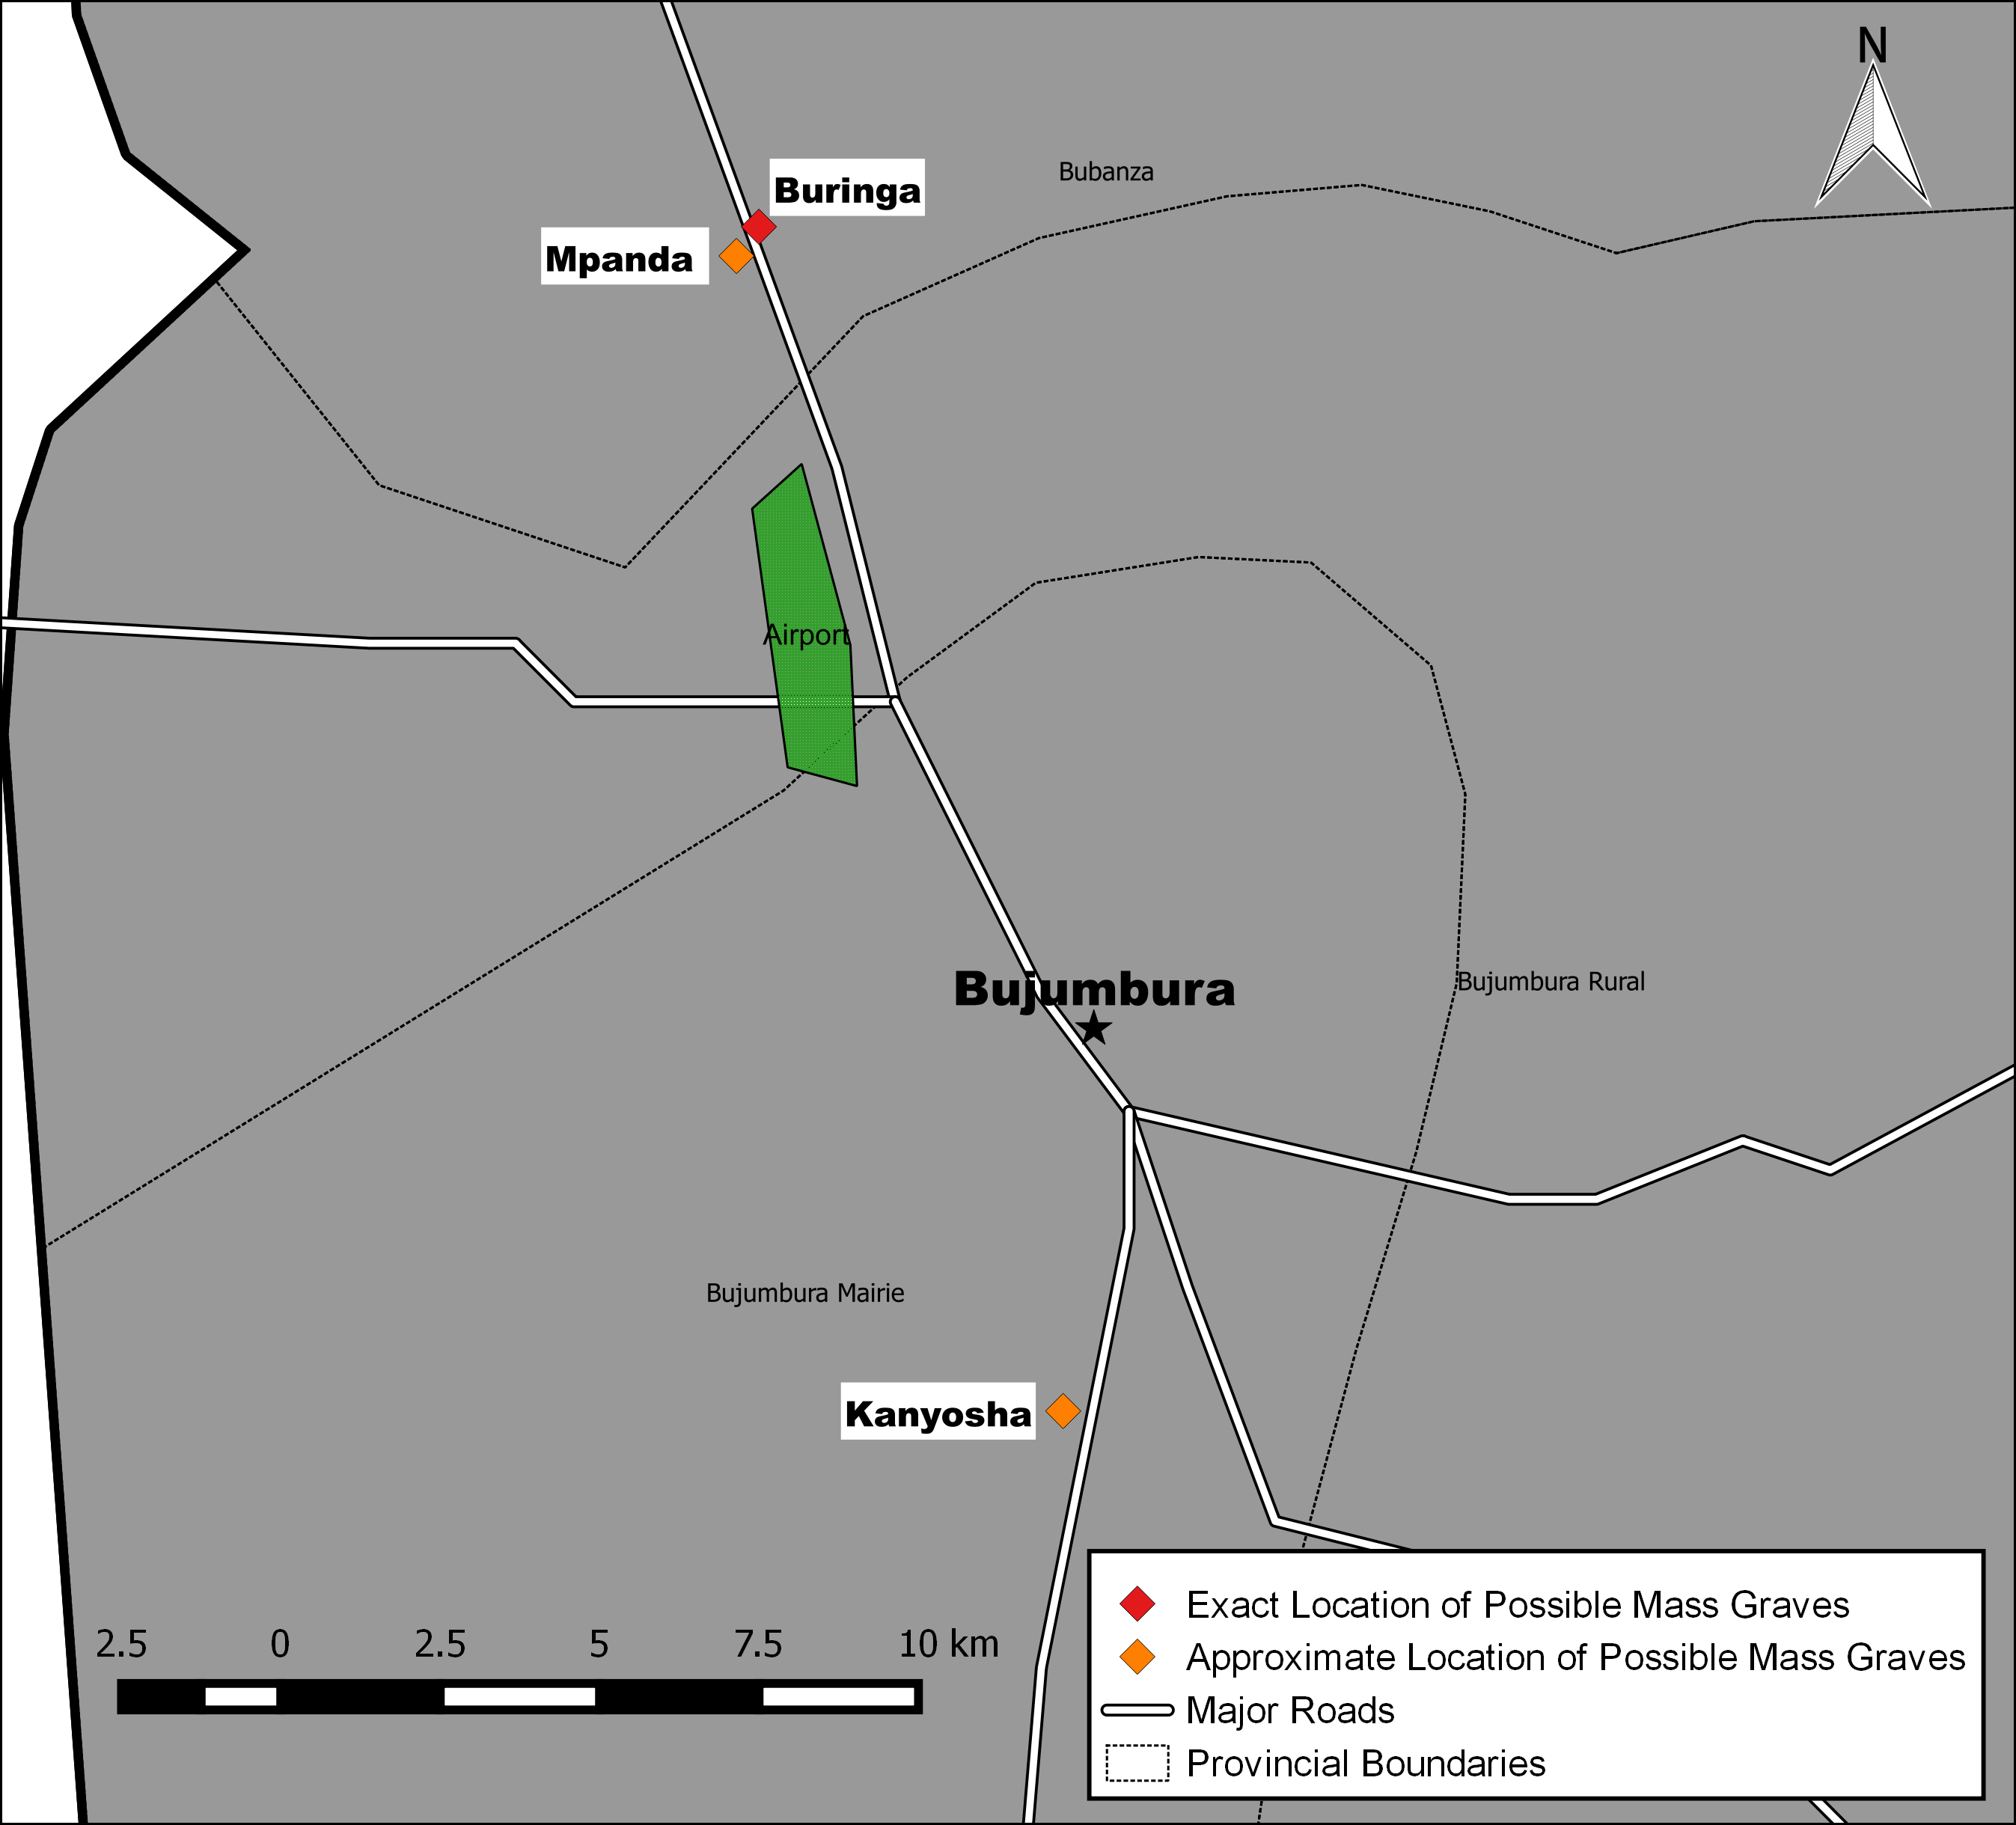 N
Bubanza
Buringa
Mpanda
Airport
Bujumbura
Bujumbura Rural
Bujumbura Mairie
Kanyosha
2.5 0 2.5 5 7.5 10 km
Exact Location of Possible Mass Graves
Approximate Location of Possible Mass Graves
Major Roads
Provincial Boundaries